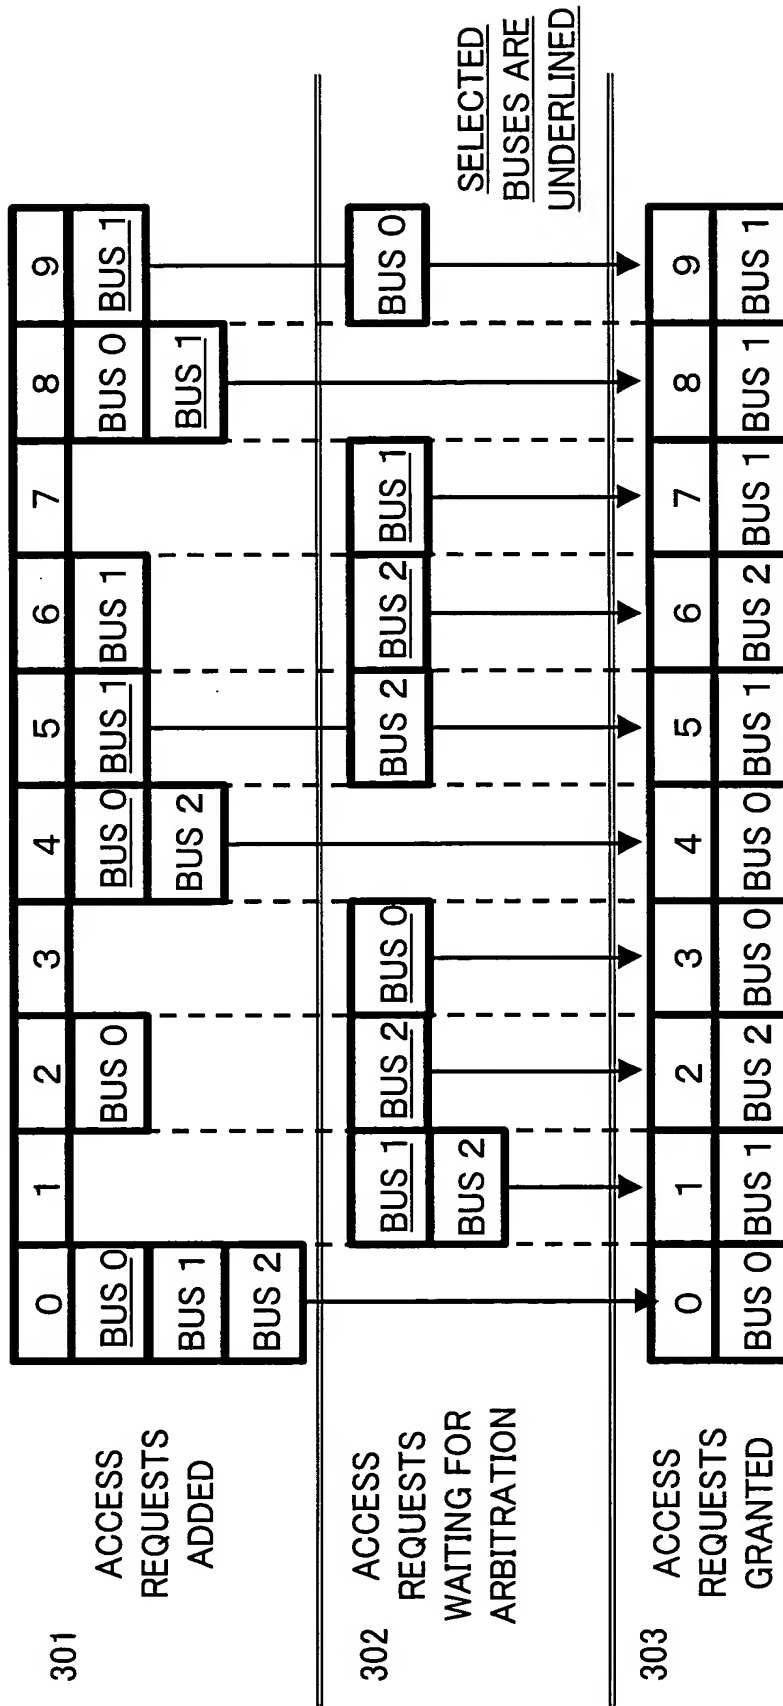 301
ACCESS
REQUESTS
ADDED
0 1 2 3 4 5 6 7 8 9
BUS 0 BUS 0 BUS 0 BUS 1 BUS 1 BUS 0 BUS 1
BUS 1 BUS 2 BUS 1
BUS 2
302
ACCESS
REQUESTS
WAITING FOR
ARBITRATION
BUS 1 BUS 2 BUS 0 BUS 2 BUS 2 BUS 1 BUS 0
BUS 2
SELECTED
BUSES ARE
UNDERLINED
303
ACCESS
REQUESTS
GRANTED
0 1 2 3 4 5 6 7 8 9
BUS 0 BUS 1 BUS 2 BUS 0 BUS 0 BUS 1 BUS 2 BUS 1 BUS 1 BUS 1